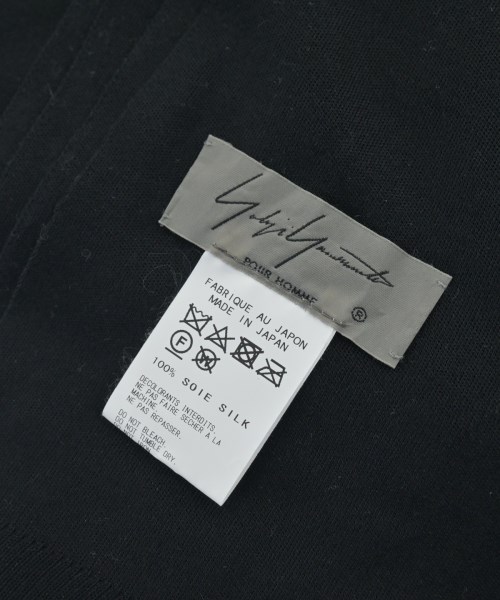 Yohji Yamamoto
POUR HOMME
®
FABRIQUE AU JAPON
MADE IN JAPAN
F W
100% SOIE SILK
DECOLORANTS INTERDITS.
NE PAS FAIRE SECHER A LA
MACHINE.
NE PAS REPASSER.
DO NOT BLEACH
DO NOT TUMBLE DRY.